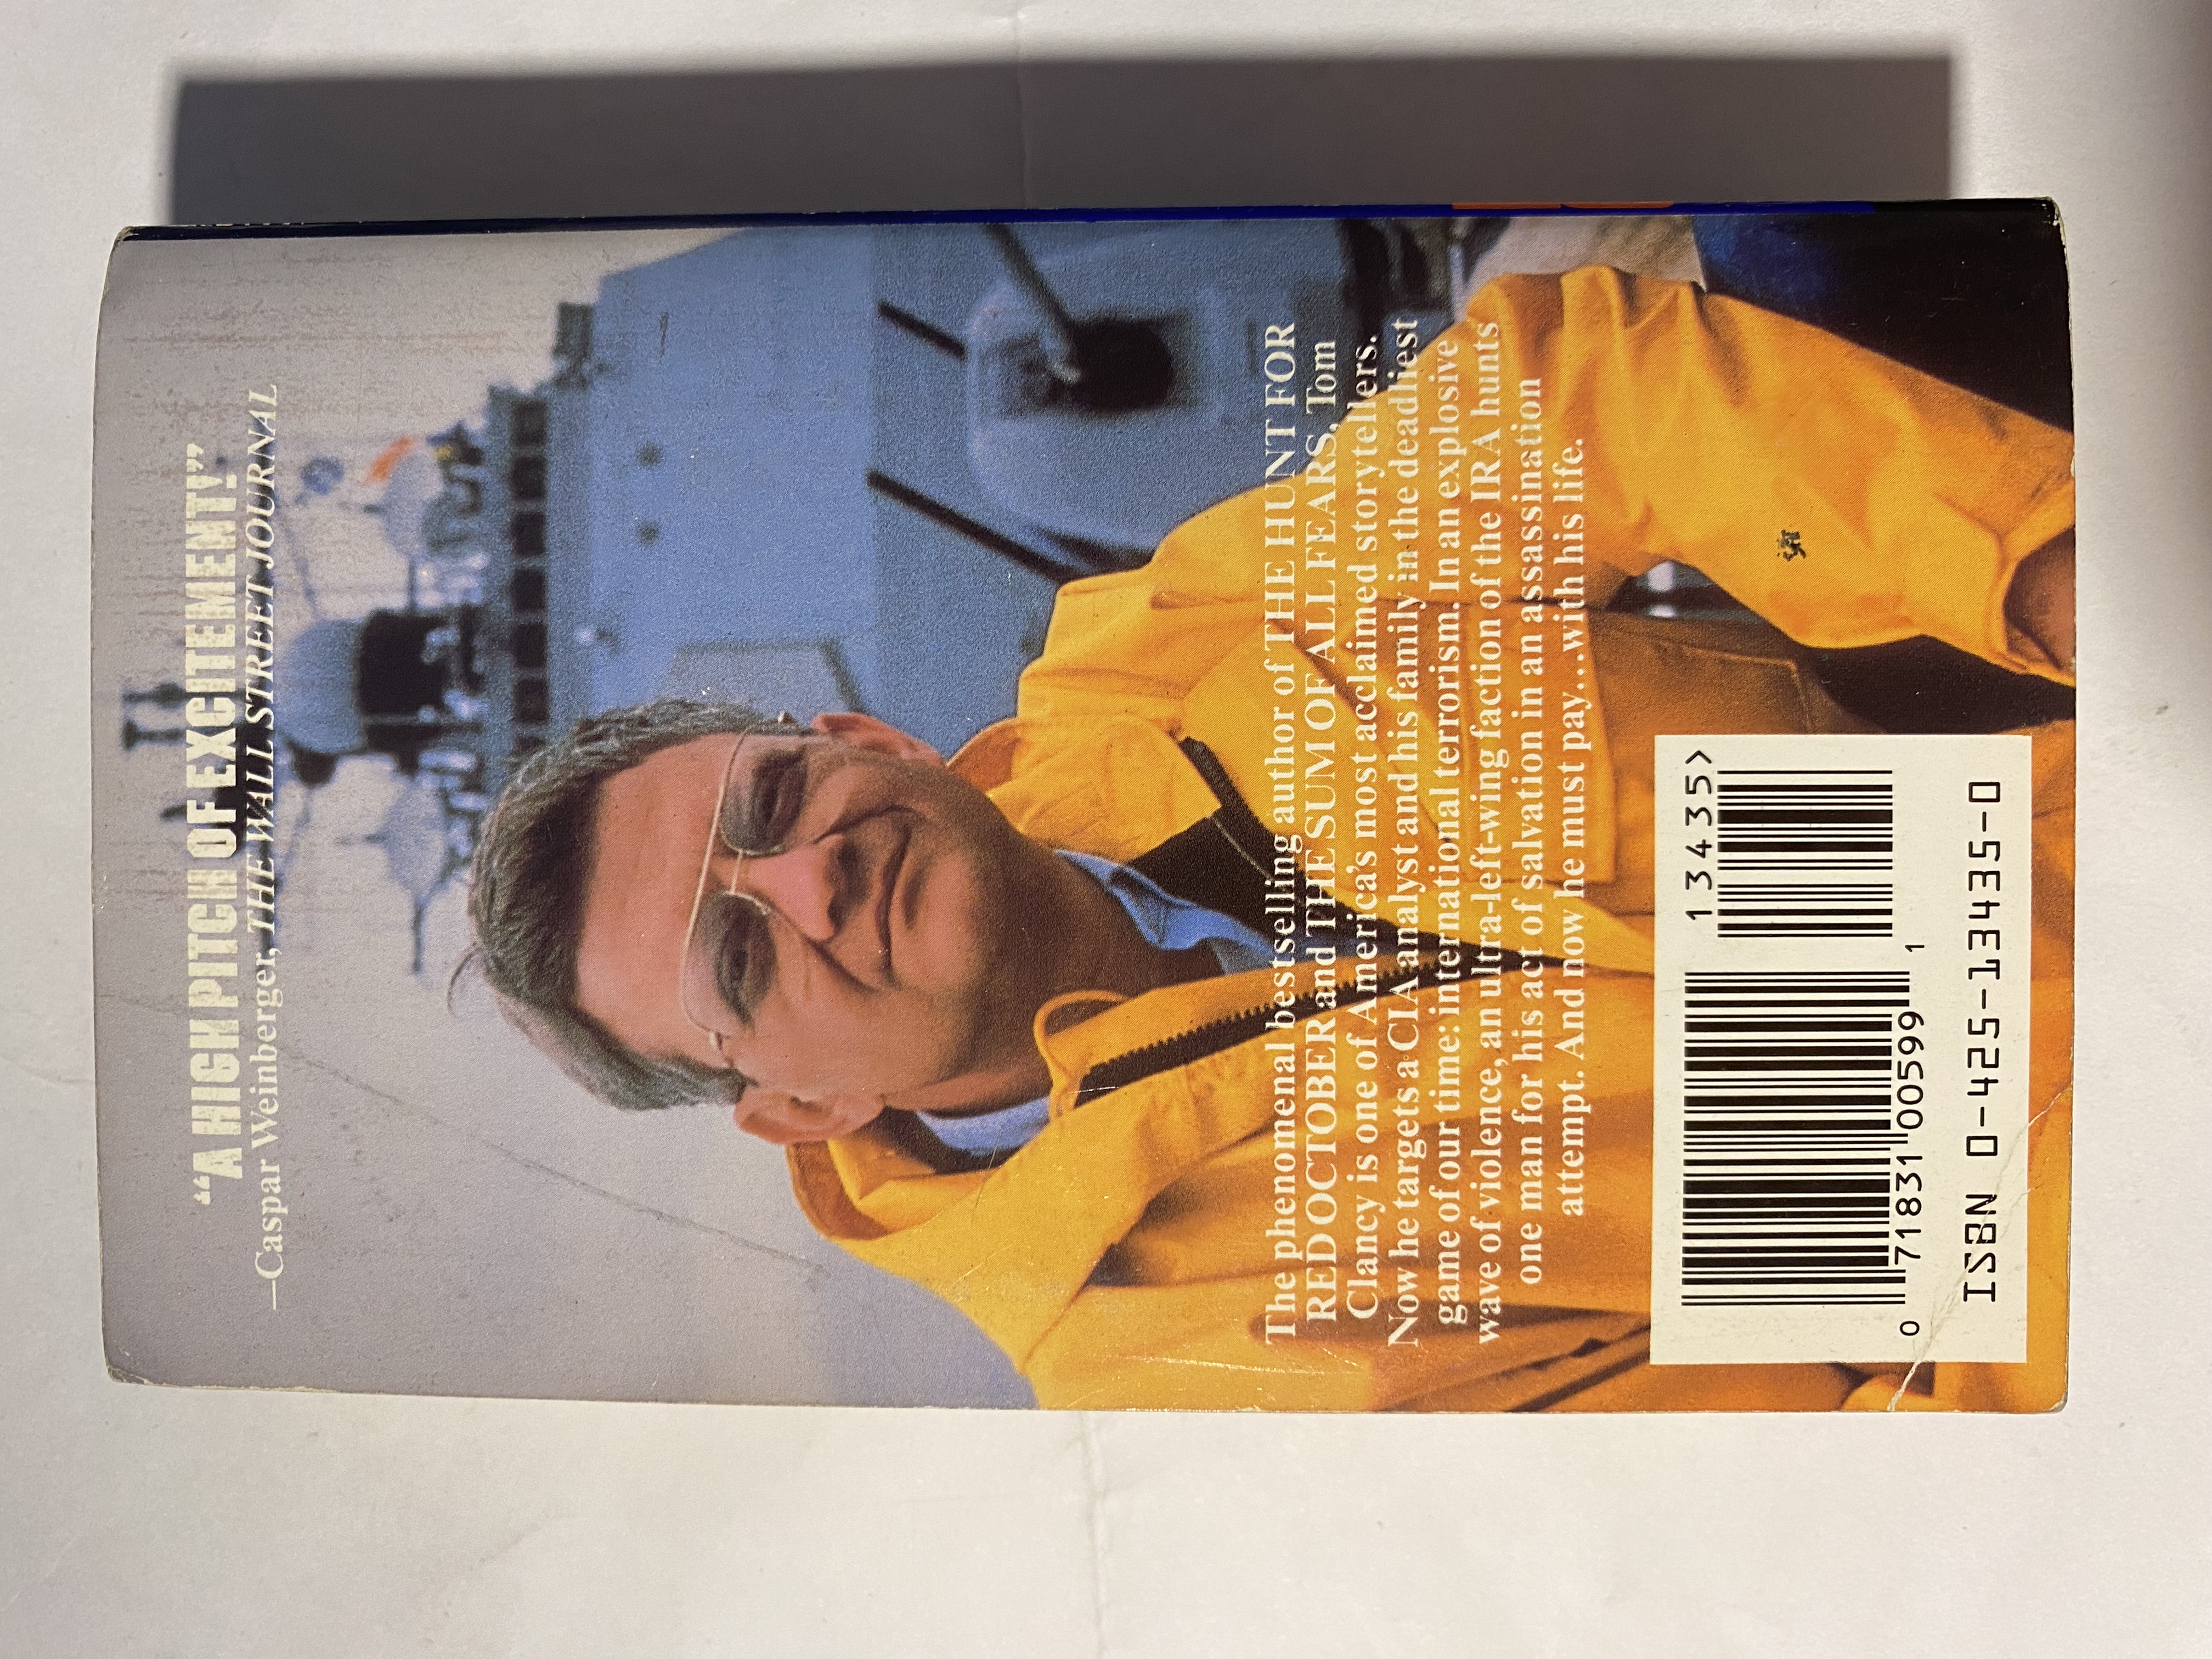 “A HIGH PITCH OF EXCITEMENT!”
—Caspar Weinberger, THE WALL STREET JOURNAL
The phenomenal bestselling author of THE HUNT FOR
RED OCTOBER and THE SUM OF ALL FEARS, Tom
Clancy is one of America’s most acclaimed storytellers.
Now he targets a CIA analyst and his family in the deadliest
game of our time: international terrorism. In an explosive
wave of violence, an ultra-left-wing faction of the IRA hunts
one man for his act of salvation in an assassination
attempt. And now he must pay...with his life.
13435>
0 71831 00599 1
ISBN 0-425-13435-0